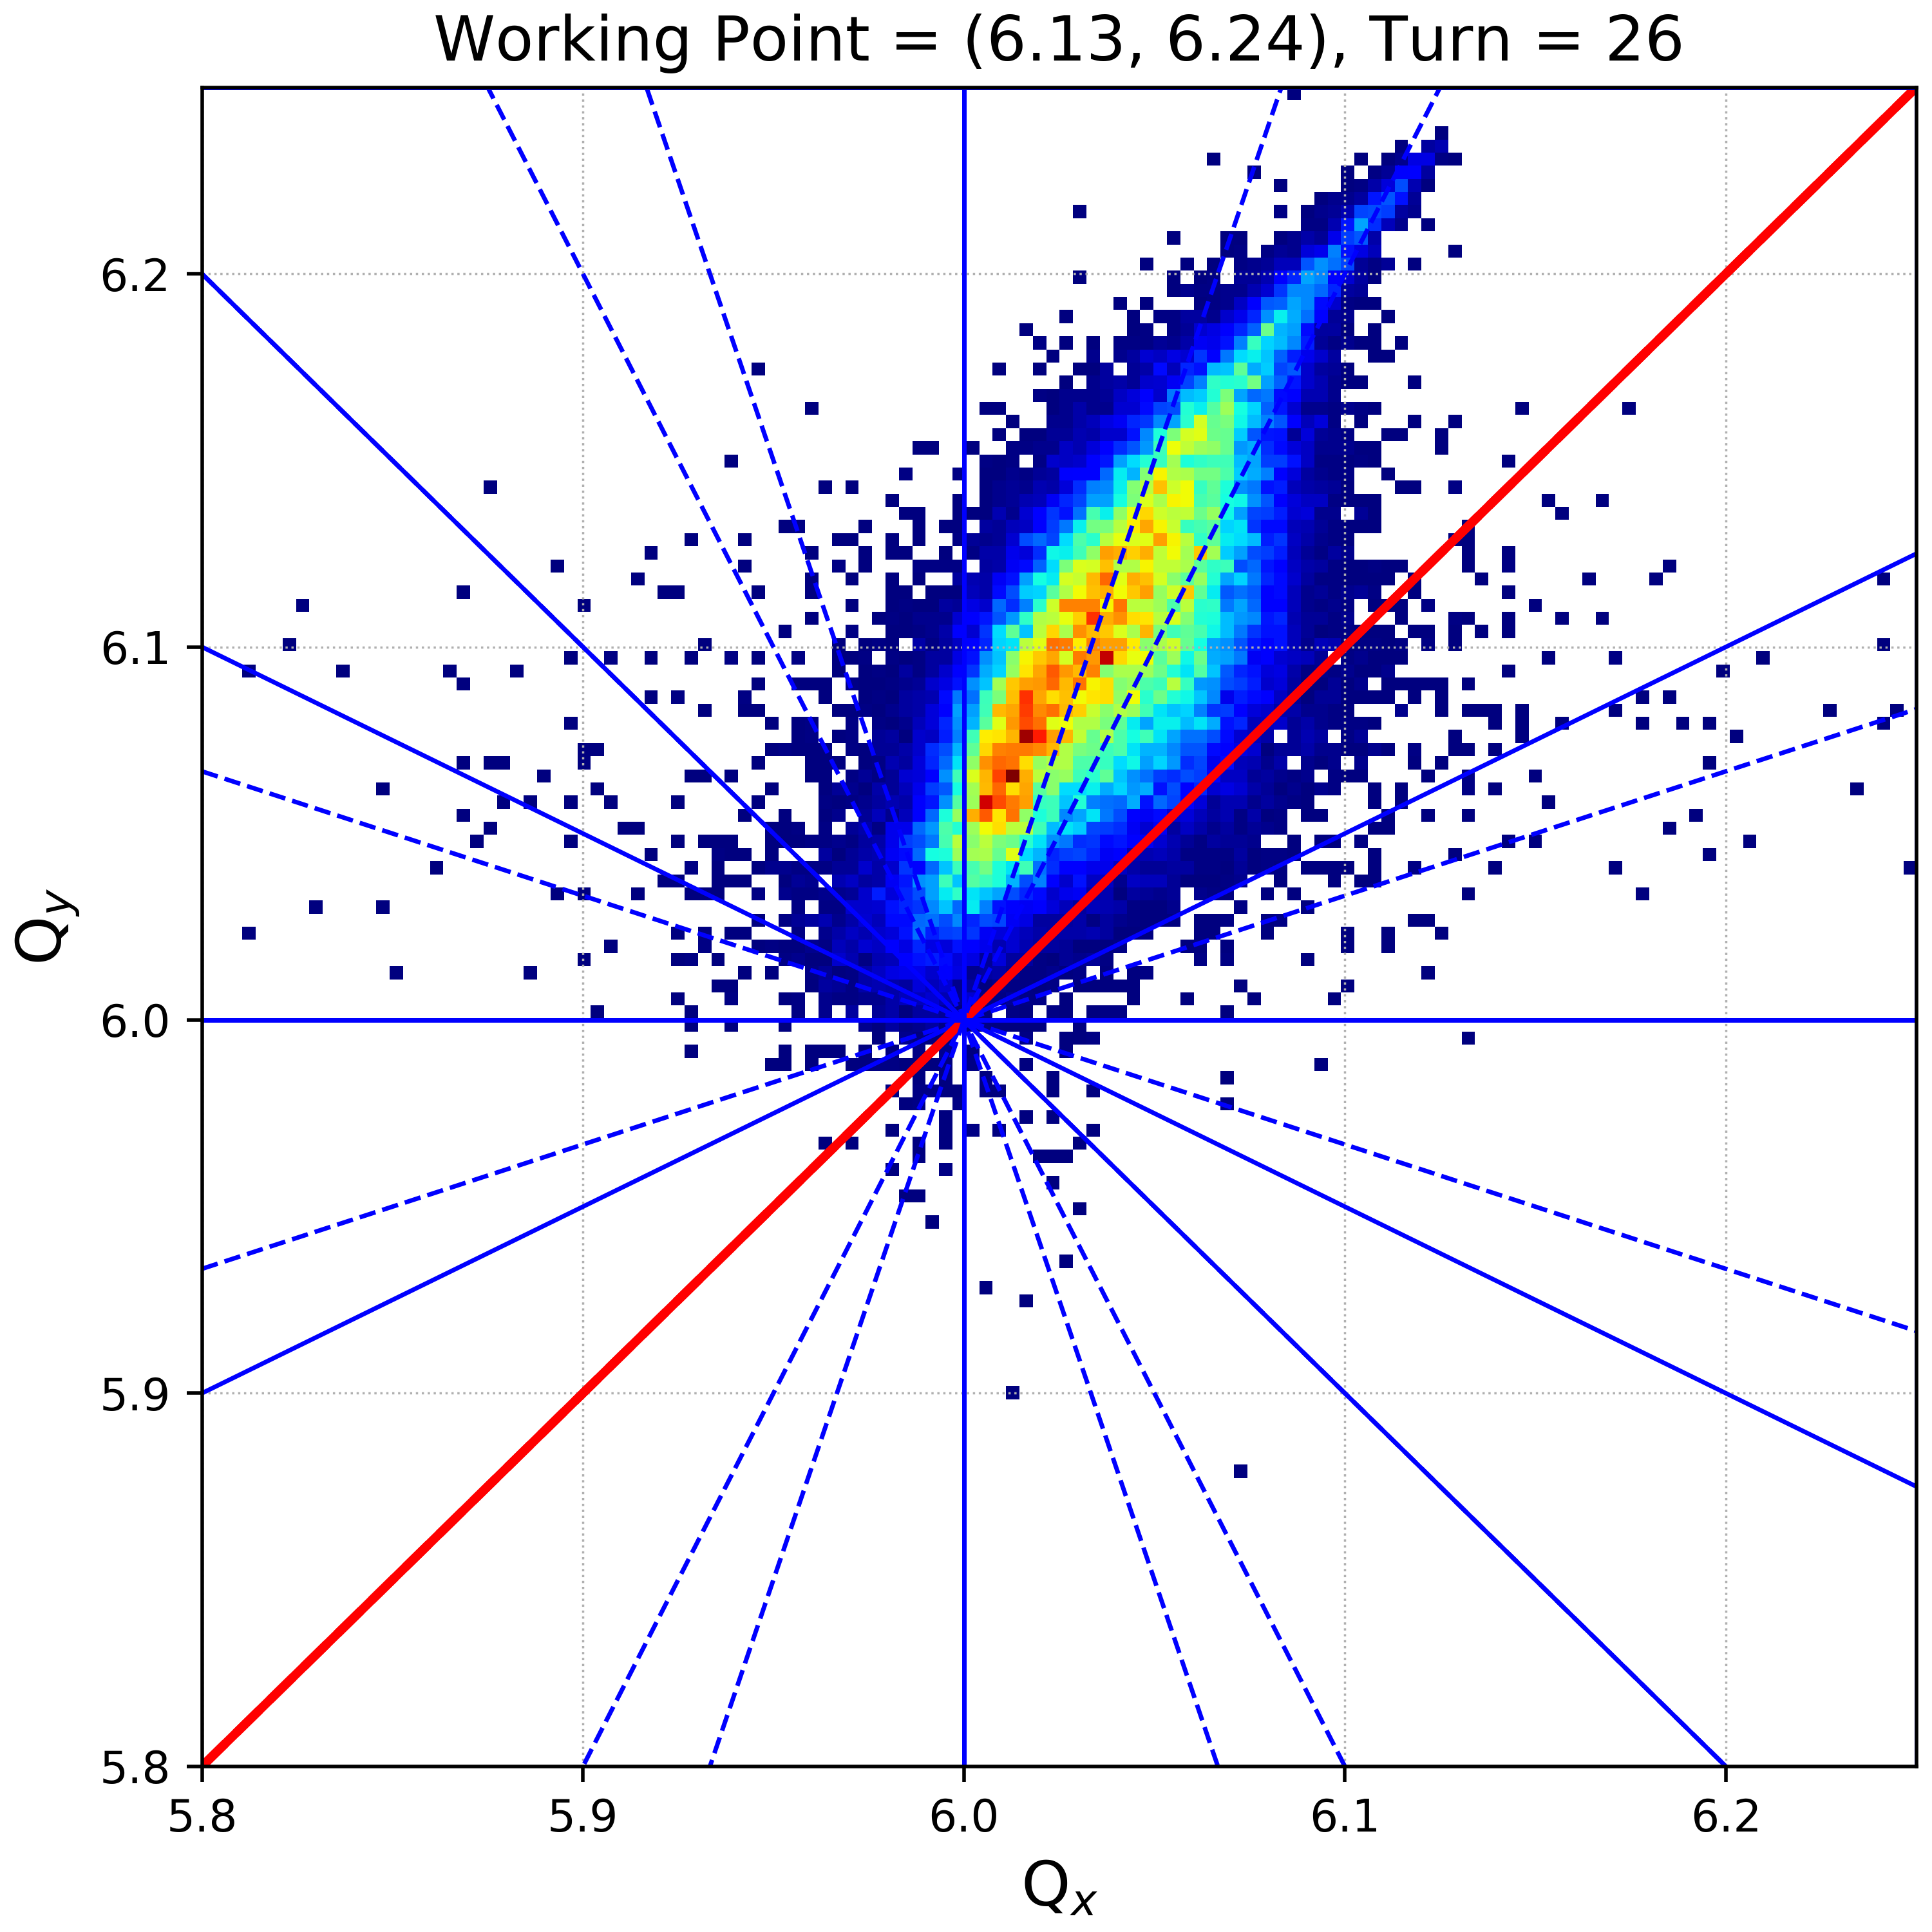 Working Point = (6.13, 6.24), Turn = 26
6.2
6.1
6.0
5.9
5.8
Qy
5.8 5.9 6.0 6.1 6.2
Qx